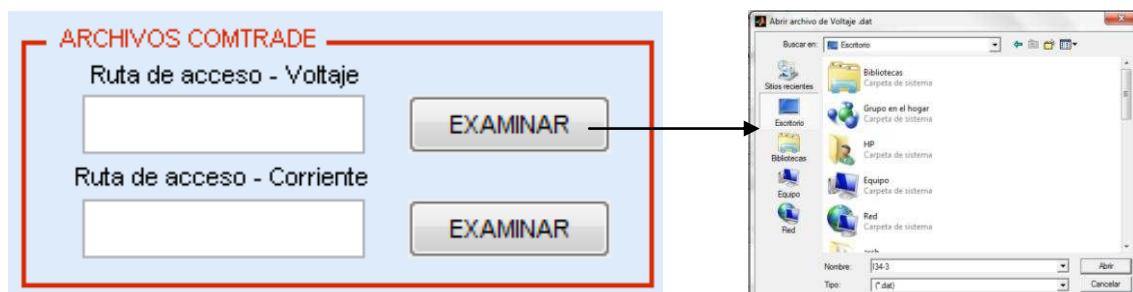 ARCHIVOS COMTRADE
Ruta de acceso - Voltaje
EXAMINAR
Ruta de acceso - Corriente
EXAMINAR
Abrir archivo de Voltaje .dat
Buscar en: Escritorio
Sitios recientes
Escritorio
Bibliotecas
Equipo
Red
Bibliotecas
Carpeta de sistema
Grupo en el hogar
Carpeta de sistema
HP
Carpeta de sistema
Equipo
Carpeta de sistema
Red
Carpeta de sistema
Nombre: I34-3 Abrir
Tipo: (*.dat) Cancelar